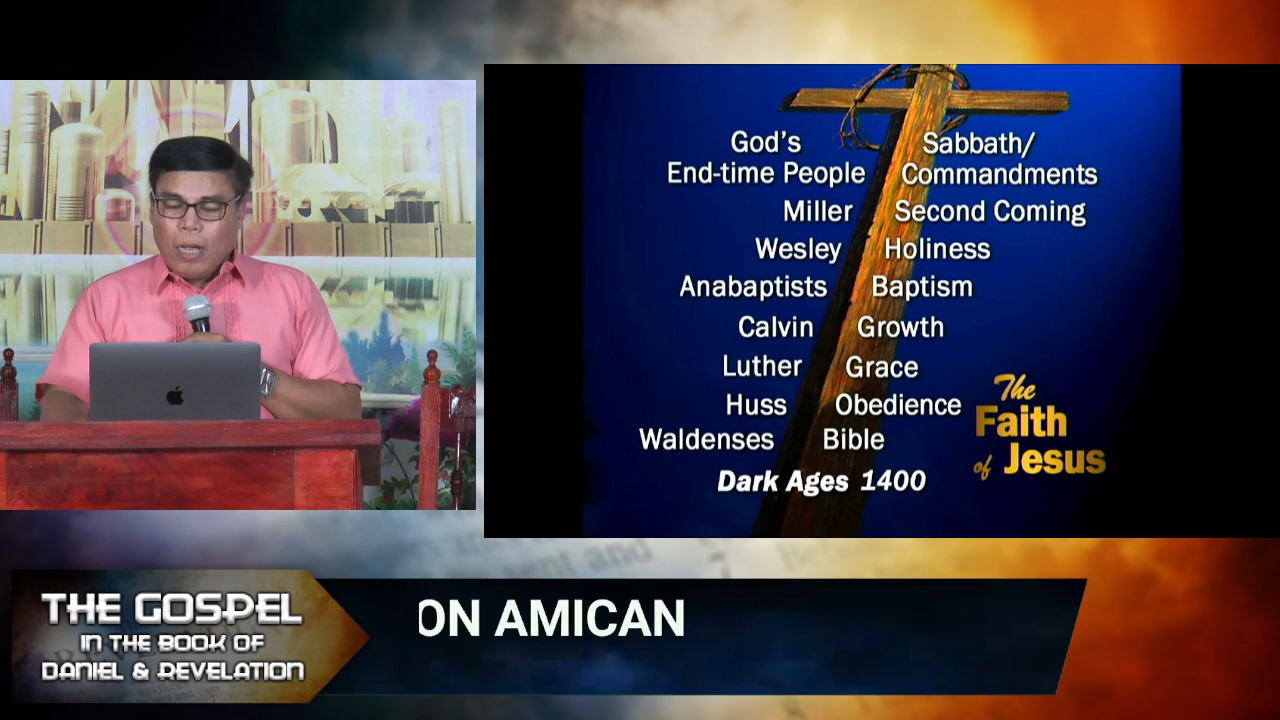 God's Sabbath/
End-time People Commandments
Miller Second Coming
Wesley Holiness
Anabaptists Baptism
Calvin Growth
Luther Grace
Huss Obedience
Waldenses Bible
Dark Ages 1400
The
Faith
of Jesus
THE GOSPEL
IN THE BOOK OF
DANIEL & REVELATION
ON AMICAN